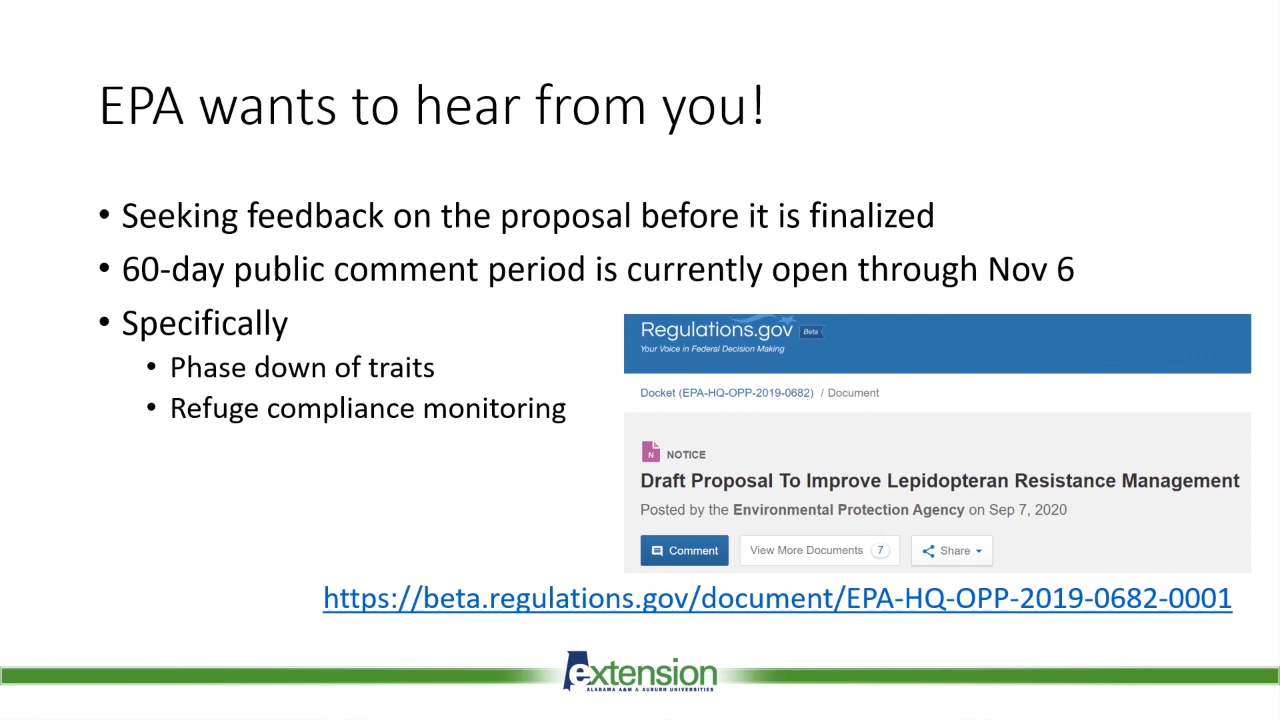 EPA wants to hear from you!
• Seeking feedback on the proposal before it is finalized
• 60-day public comment period is currently open through Nov 6
• Specifically
• Phase down of traits
• Refuge compliance monitoring
Regulations.gov Beta
Your Voice in Federal Decision Making
Docket (EPA-HQ-OPP-2019-0682) / Document
N NOTICE
Draft Proposal To Improve Lepidopteran Resistance Management
Posted by the Environmental Protection Agency on Sep 7, 2020
Comment View More Documents 7 Share
https://beta.regulations.gov/document/EPA-HQ-OPP-2019-0682-0001
extension
ALABAMA A&M & AUBURN UNIVERSITIES